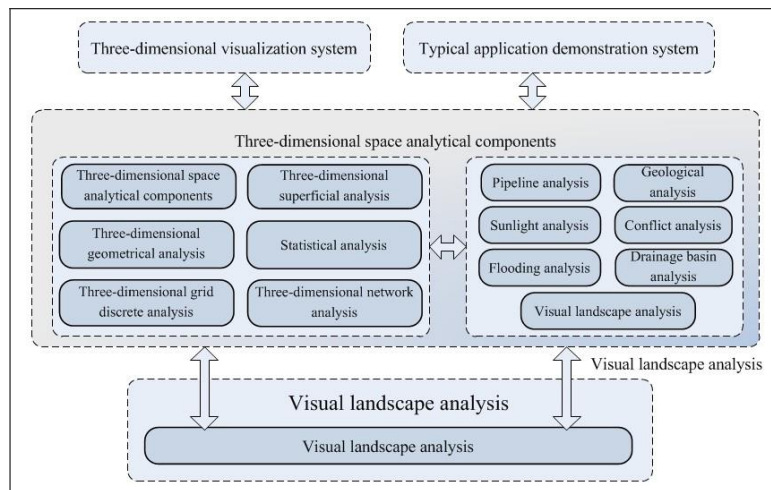 Three-dimensional visualization system
Typical application demonstration system
Three-dimensional space analytical components
Three-dimensional space
analytical components
Three-dimensional
superficial analysis
Three-dimensional
geometrical analysis
Statistical analysis
Three-dimensional grid
discrete analysis
Three-dimensional network
analysis
Pipeline analysis
Geological
analysis
Sunlight analysis
Conflict analysis
Flooding analysis
Drainage basin
analysis
Visual landscape analysis
Visual landscape analysis
Visual landscape analysis
Visual landscape analysis